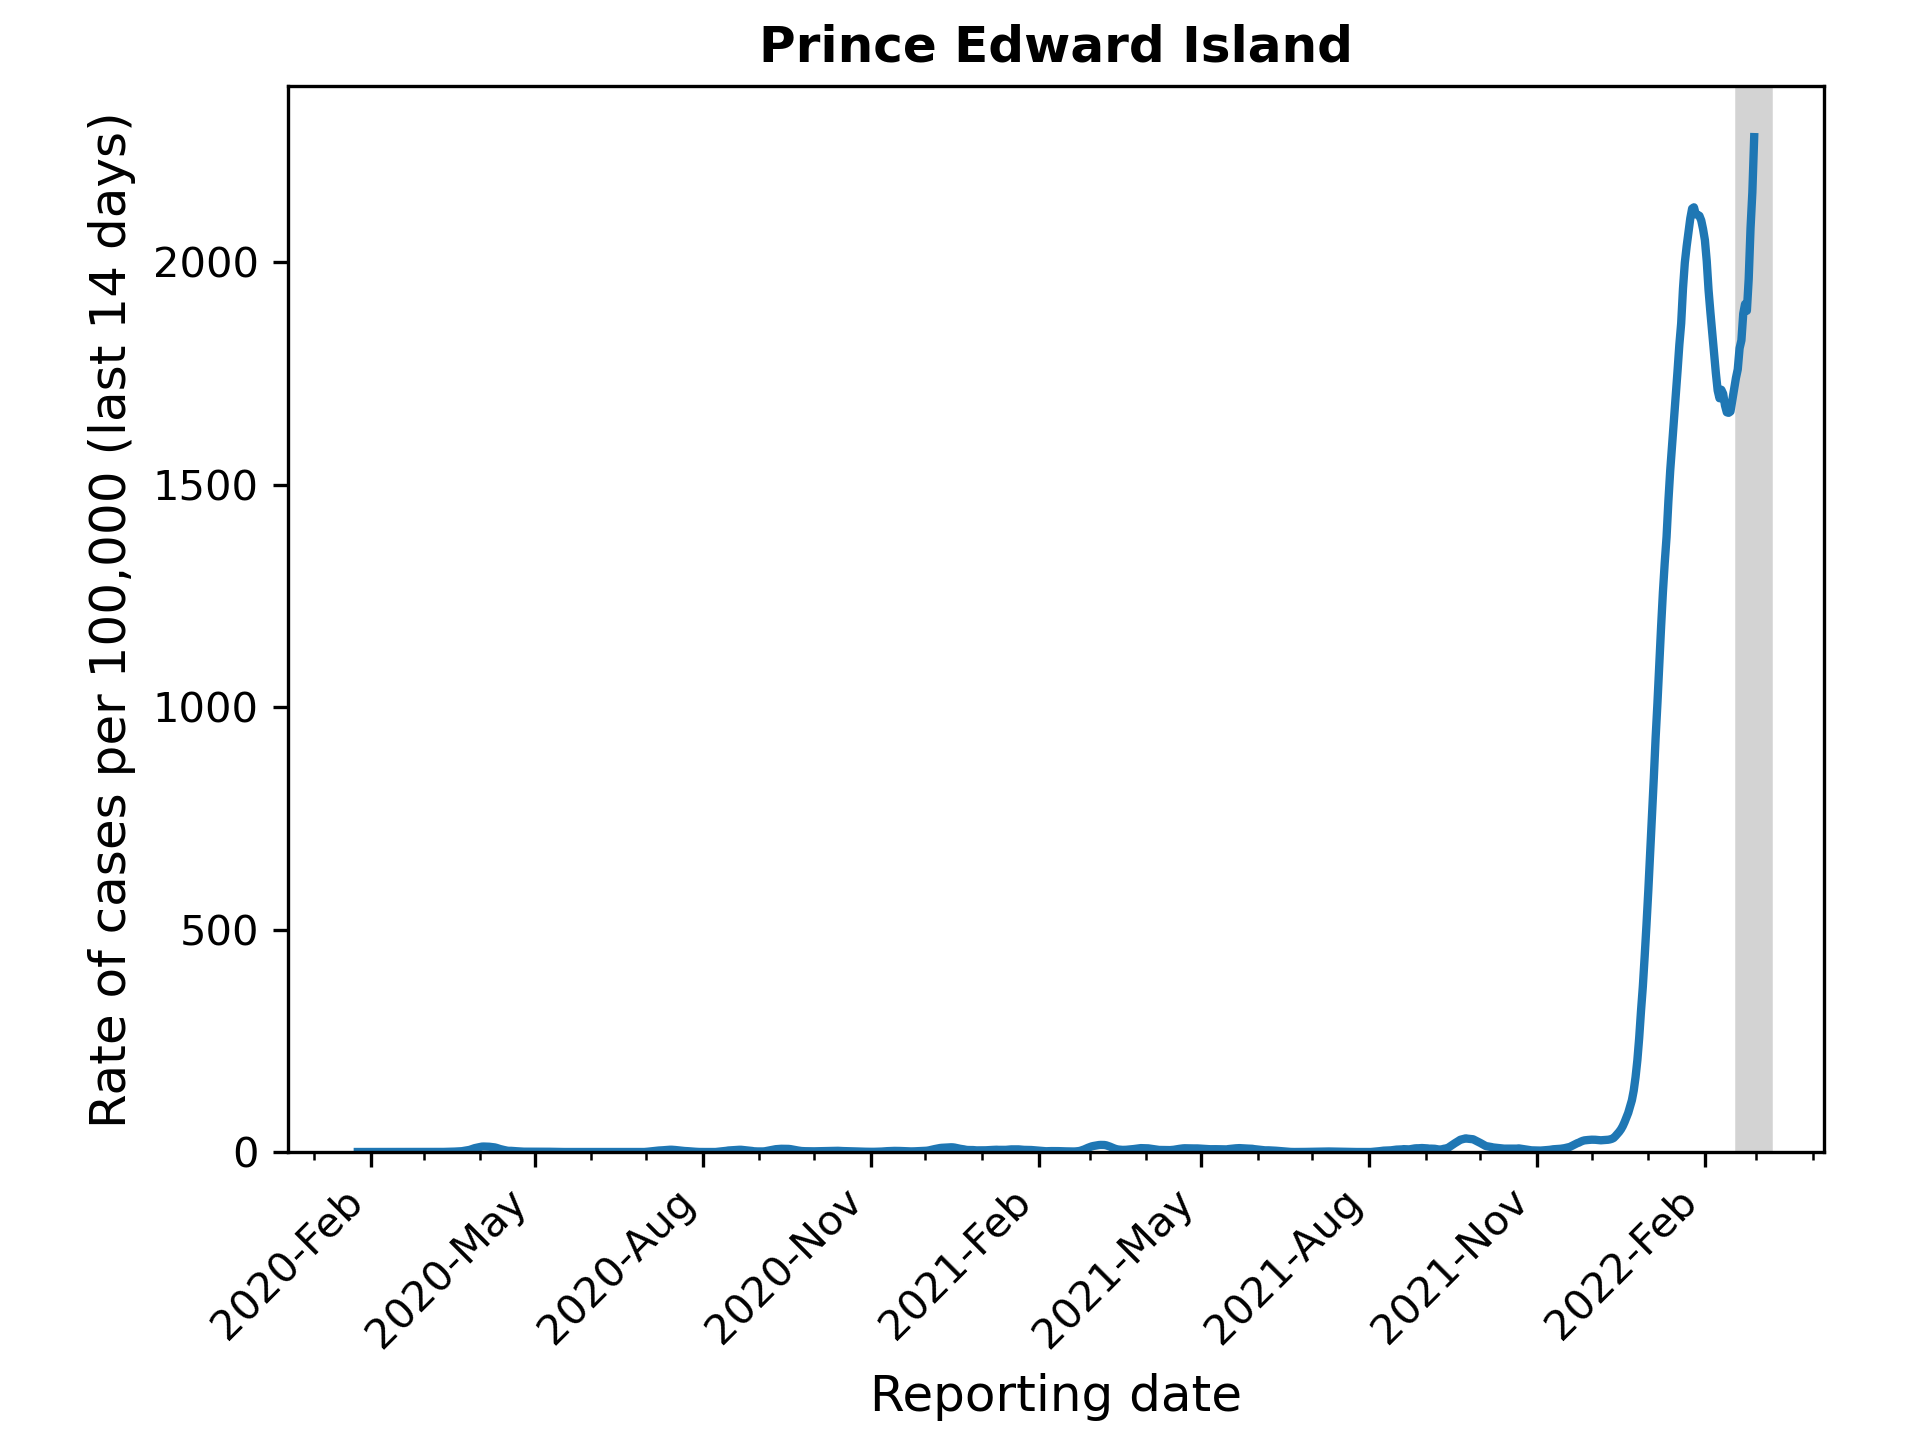 Prince Edward Island
Rate of cases per 100,000 (last 14 days)
2000
1500
1000
500
0
2020-Feb
2020-May
2020-Aug
2020-Nov
2021-Feb
2021-May
2021-Aug
2021-Nov
2022-Feb
Reporting date